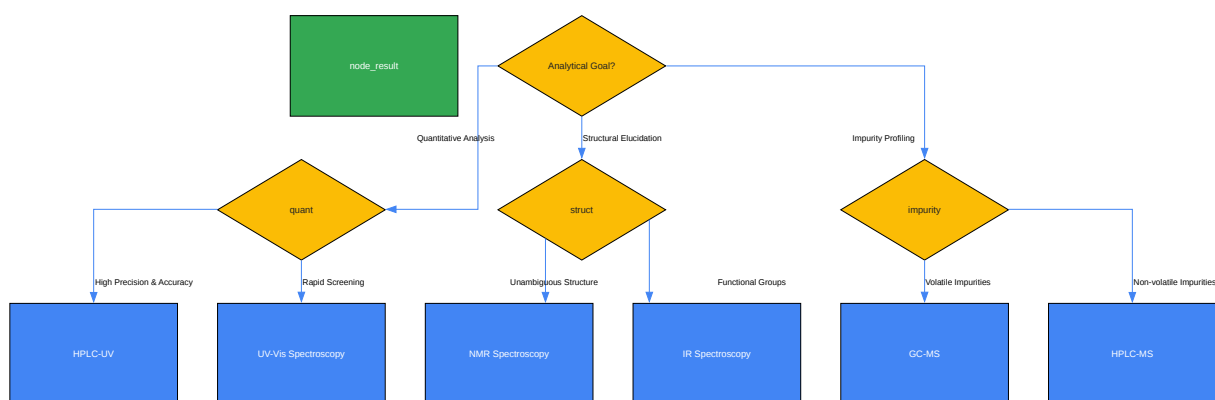 node_result
Analytical Goal?
Quantitative Analysis
Structural Elucidation
Impurity Profiling
quant
struct
impurity
High Precision & Accuracy
Rapid Screening
Unambiguous Structure
Functional Groups
Volatile Impurities
Non-volatile Impurities
HPLC-UV
UV-Vis Spectroscopy
NMR Spectroscopy
IR Spectroscopy
GC-MS
HPLC-MS